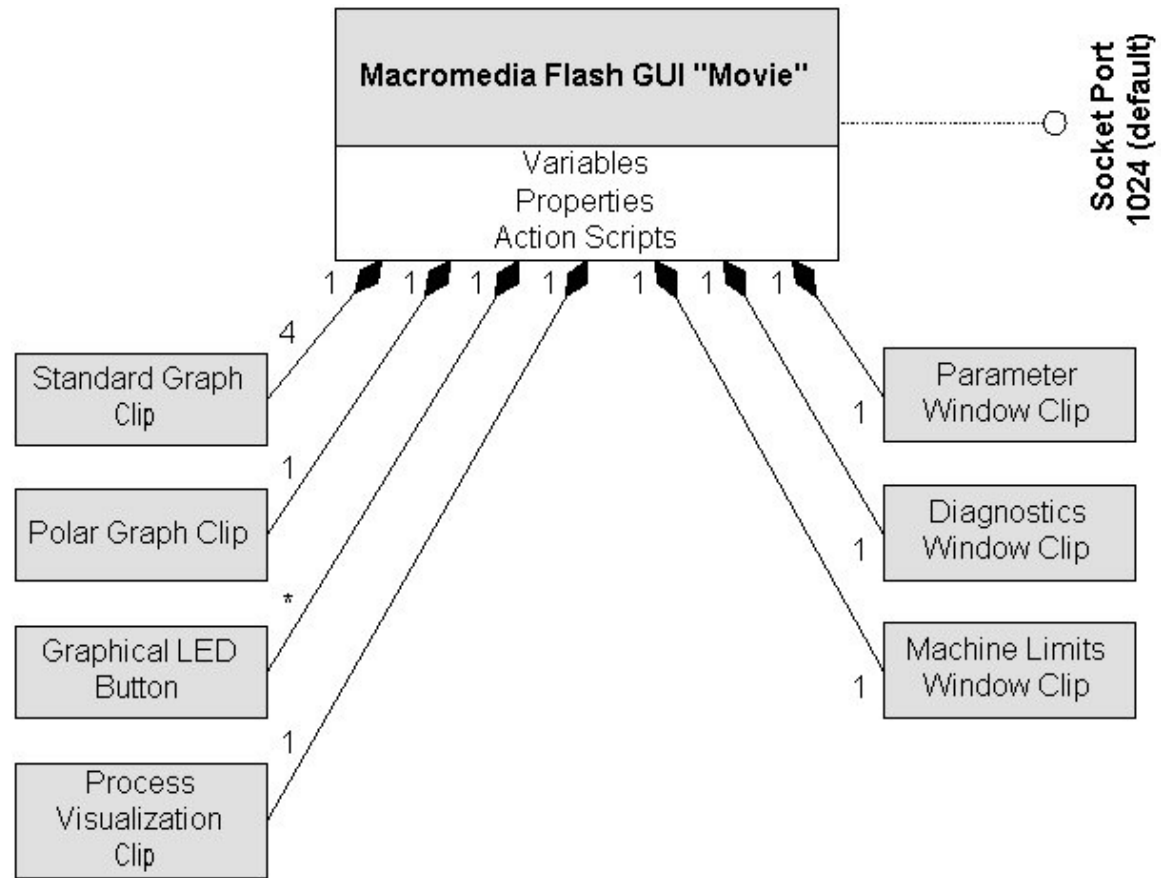 Macromedia Flash GUI "Movie"
Variables
Properties
Action Scripts
Socket Port
1024 (default)
1
1
1
1
1
1
1
4
Standard Graph
Clip
1
Polar Graph Clip
*
Graphical LED
Button
1
Process
Visualization
Clip
Parameter
Window Clip
1
Diagnostics
Window Clip
1
Machine Limits
Window Clip
1